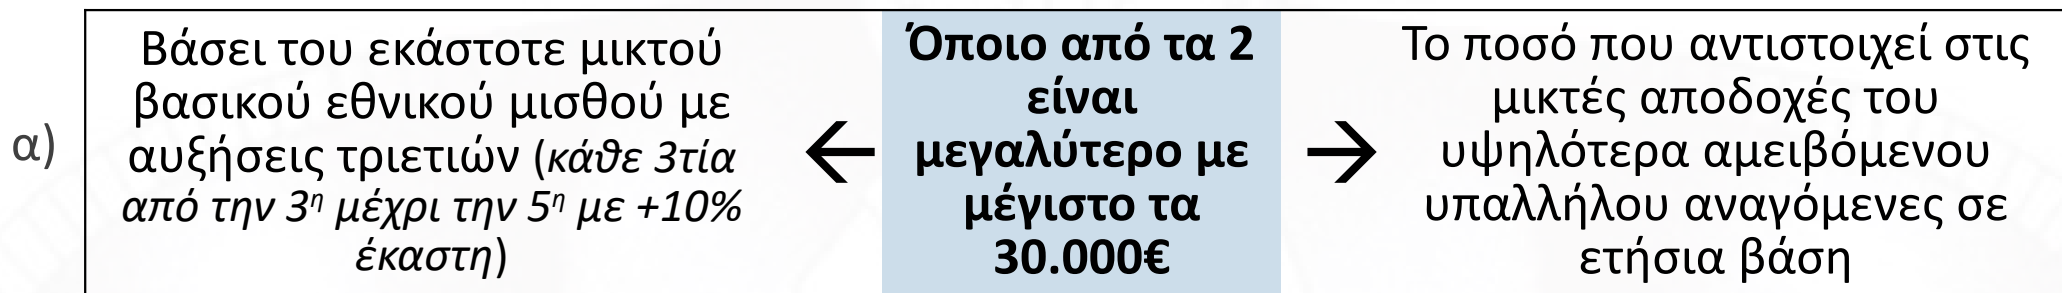 α)
Βάσει του εκάστοτε μικτού
βασικού εθνικού μισθού με
αυξήσεις τριετιών (κάθε 3τία
από την 3η μέχρι την 5η με +10%
έκαστη)
←
Όποιο από τα 2
είναι
μεγαλύτερο με
μέγιστο τα
30.000€
→
Το ποσό που αντιστοιχεί στις
μικτές αποδοχές του
υψηλότερα αμειβόμενου
υπαλλήλου αναγόμενες σε
ετήσια βάση